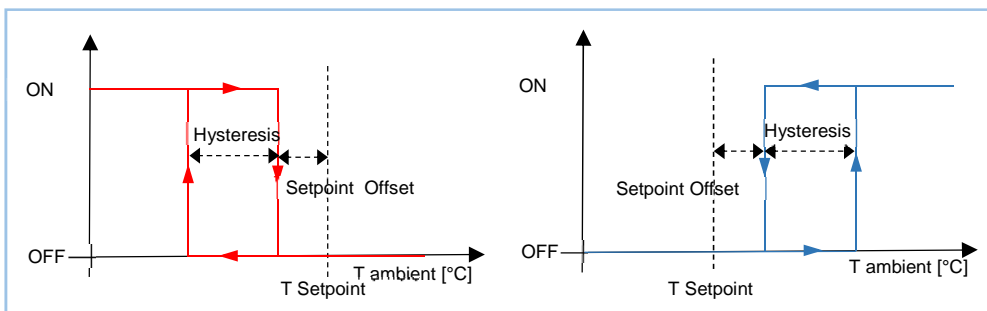 ON
Hysteresis
Setpoint Offset
OFF
T ambient [°C]
T Setpoint
ON
Hysteresis
Setpoint Offset
OFF
T ambient [°C]
T Setpoint